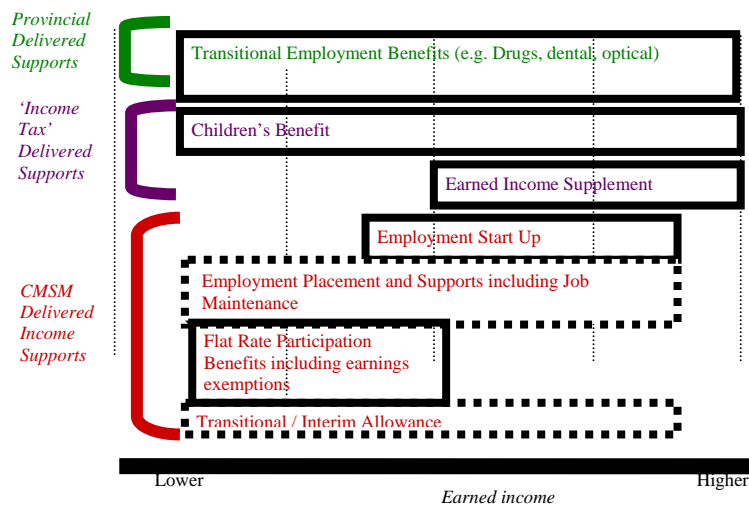 Provincial
Delivered
Supports
Transitional Employment Benefits (e.g. Drugs, dental, optical)
‘Income
Tax’
Delivered
Supports
Children’s Benefit
Earned Income Supplement
CMSM
Delivered
Income
Supports
Employment Start Up
Employment Placement and Supports including Job
Maintenance
Flat Rate Participation
Benefits including earnings
exemptions
Transitional / Interim Allowance
Lower
Higher
Earned income